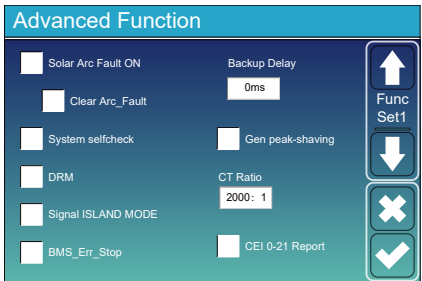 Advanced Function
Solar Arc Fault ON
Backup Delay
0ms
Clear Arc_Fault
System selfcheck
Gen peak-shaving
DRM
CT Ratio
2000: 1
Signal ISLAND MODE
BMS_Err_Stop
CEI 0-21 Report
Func
Set1